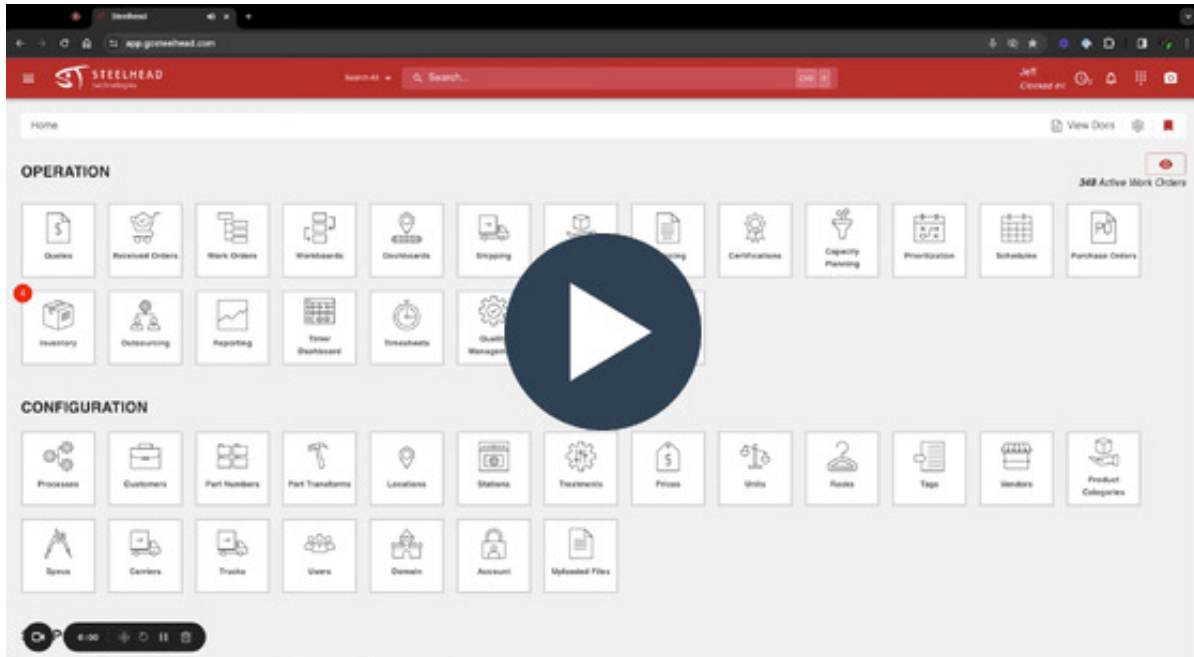 Steelhead
app.gosteelhead.com
STEELHEAD
technologies
Search All
Search...
Jeff
Clocked In!
Home
View Docs
OPERATION
348 Active Work Orders
Quotes
Received Orders
Work Orders
Workboards
Dashboards
Shipping
Certifications
Capacity
Planning
Prioritization
Schedules
Purchase Orders
4
Inventory
Outsourcing
Reporting
Timer
Dashboard
Timesheets
CONFIGURATION
Processes
Customers
Part Numbers
Part Transforms
Locations
Stations
Treatments
Prices
Units
Racks
Tags
Vendors
Product
Categories
Specs
Carriers
Trucks
Users
Domain
Account
Uploaded Files
0:00